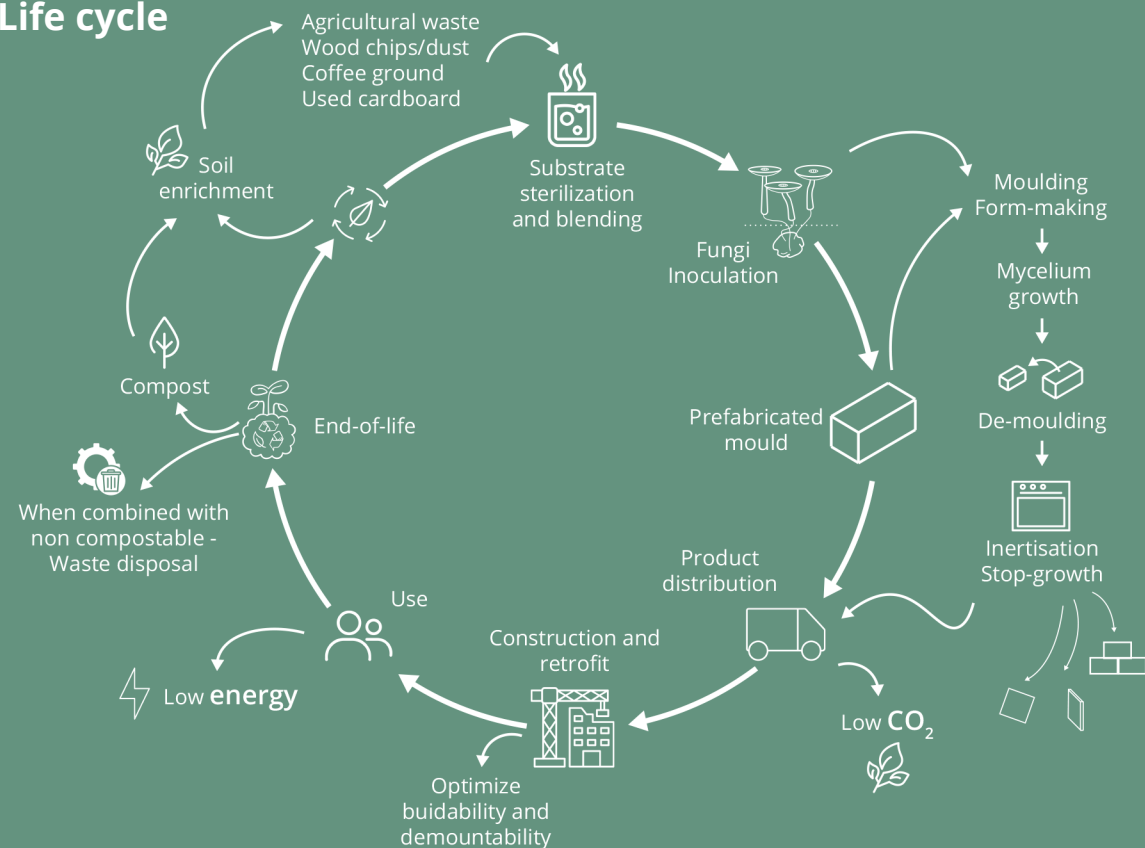 Life cycle
Agricultural waste
Wood chips/dust
Coffee ground
Used cardboard
Substrate
sterilization
and blending
Fungi
Inoculation
Moulding
Form-making
Mycelium
growth
De-moulding
Inertisation
Stop-growth
Prefabricated
mould
Product
distribution
Low CO₂
Construction and
retrofit
Optimize
buidability and
demountability
Use
Low energy
End-of-life
When combined with
non compostable -
Waste disposal
Compost
Soil
enrichment